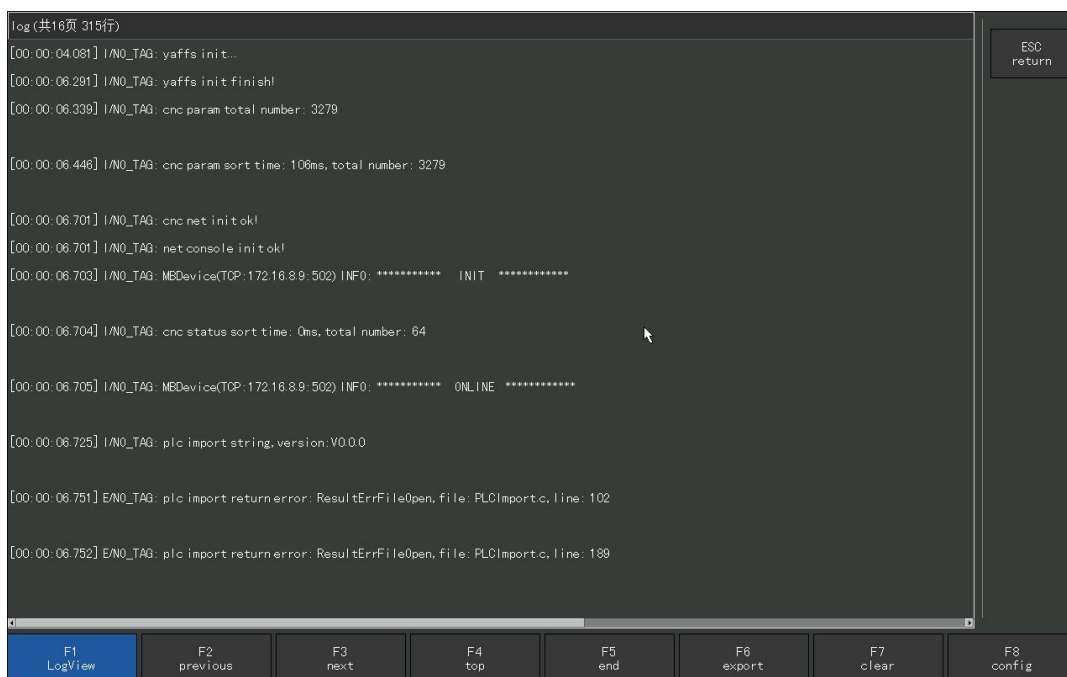 log(共16页 315行)
[00:00:04.081] I/NO_TAG: yaffs init...
[00:00:06.291] I/NO_TAG: yaffs init finish!
[00:00:06.339] I/NO_TAG: cnc param total number: 3279
[00:00:06.446] I/NO_TAG: cnc param sort time: 106ms, total number: 3279
[00:00:06.701] I/NO_TAG: cnc net init ok!
[00:00:06.701] I/NO_TAG: net console init ok!
[00:00:06.703] I/NO_TAG: MBDevice(TCP:172.16.8.9:502) INFO: *********** INIT ************
[00:00:06.704] I/NO_TAG: cnc status sort time: 0ms, total number: 64
[00:00:06.705] I/NO_TAG: MBDevice(TCP:172.16.8.9:502) INFO: *********** ONLINE ************
[00:00:06.725] I/NO_TAG: plc import string, version:V0.0.0
[00:00:06.751] E/NO_TAG: plc import return error: ResultErrFileOpen, file: PLCImport.c, line: 102
[00:00:06.752] E/NO_TAG: plc import return error: ResultErrFileOpen, file: PLCImport.c, line: 189
ESC
return
F1
LogView
F2
previous
F3
next
F4
top
F5
end
F6
export
F7
clear
F8
config